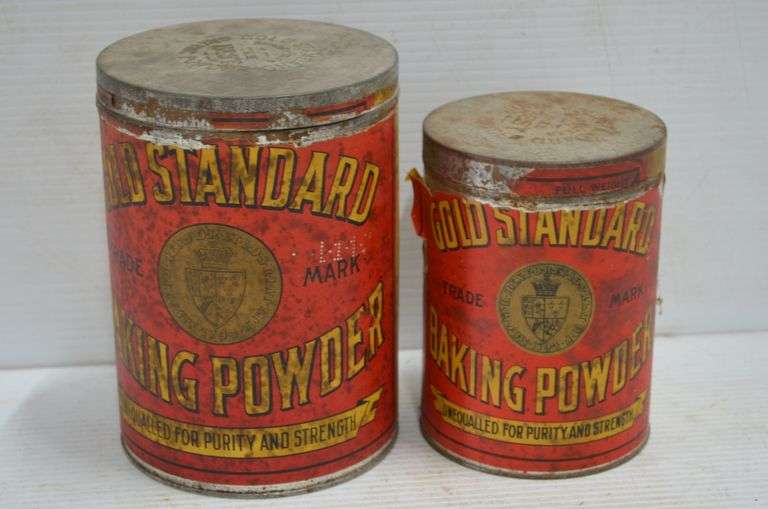 OLD STANDARD
TRADE MARK
BAKING POWDER
UNEQUALLED FOR PURITY AND STRENGTH
FULL WEIGHT
GOLD STANDARD
TRADE MARK
BAKING POWDER
UNEQUALLED FOR PURITY AND STRENGTH